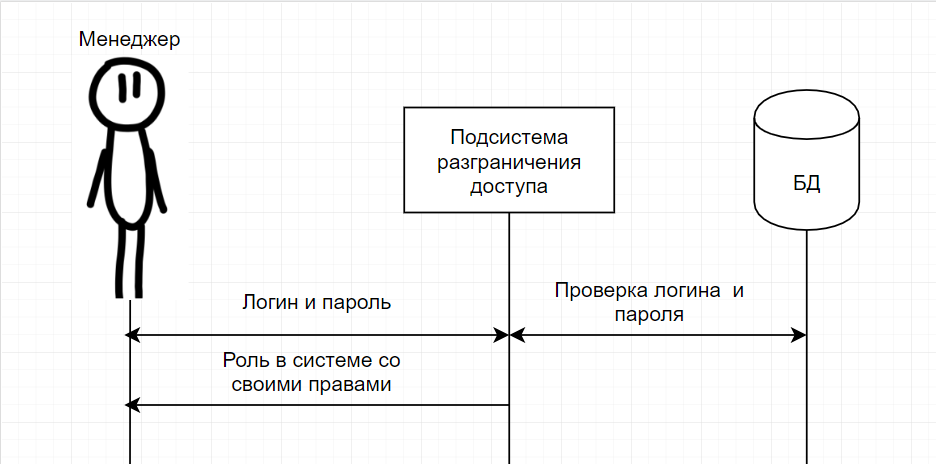 Менеджер
Подсистема
разграничения
доступа
БД
Логин и пароль
Проверка логина и
пароля
Роль в системе со
своими правами